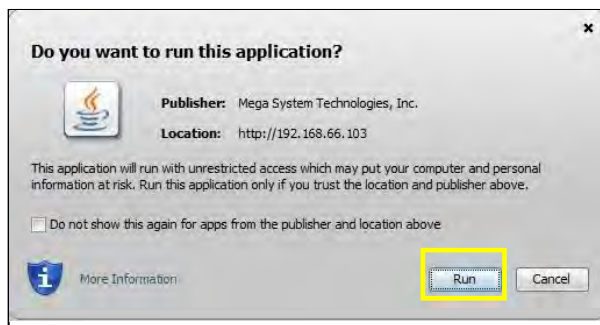 Do you want to run this application?
Publisher: Mega System Technologies, Inc.
Location: http://192.168.66.103
This application will run with unrestricted access which may put your computer and personal
information at risk. Run this application only if you trust the location and publisher above.
Do not show this again for apps from the publisher and location above
More Information
Run
Cancel